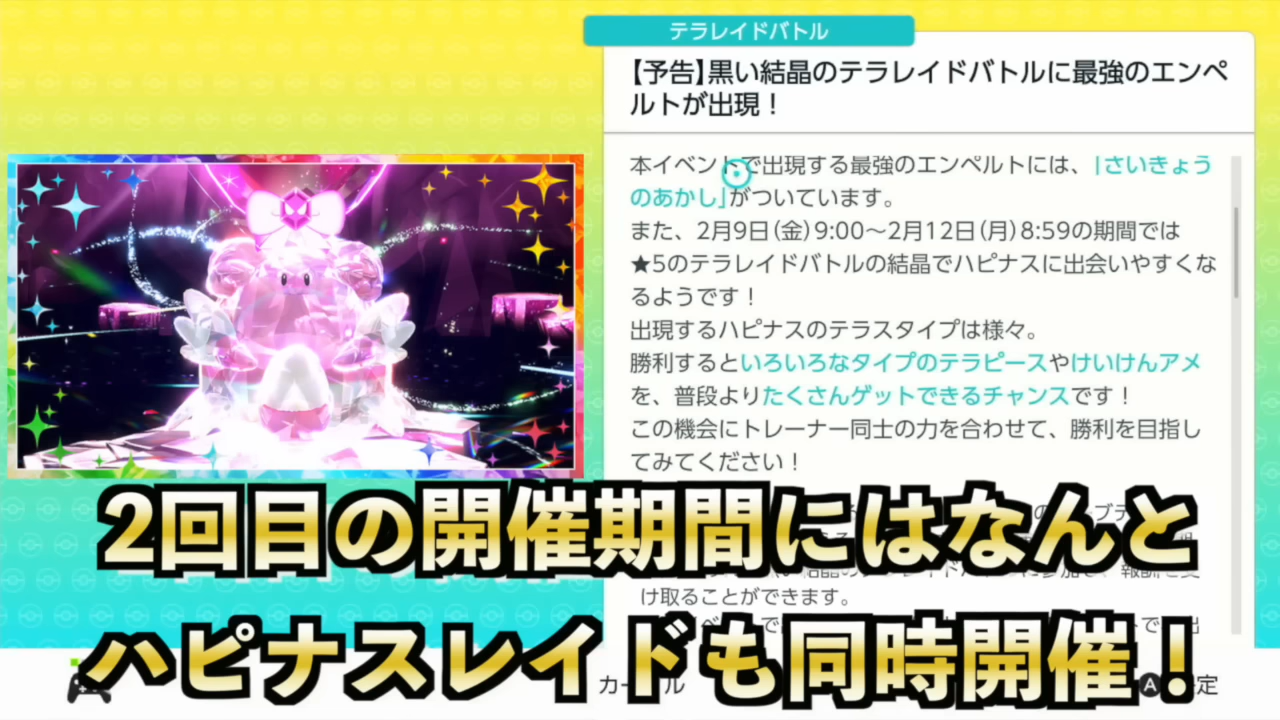 テラレイドバトル
【予告】黒い結晶のテラレイドバトルに最強のエンペ
ルトが出現！
本イベントで出現する最強のエンペルトには、「さいきょう
のあかし」がついています。
また、2月9日（金）9:00～2月12日（月）8:59の期間では
★5のテラレイドバトルの結晶でハピナスに出会いやすくな
るようです！
出現するハピナスのテラスタイプは様々。
勝利するといろいろなタイプのテラピースやけいけんアメ
を、普段よりたくさんゲットできるチャンスです！
この機会にトレーナー同士の力を合わせて、勝利を目指し
てみてください！
2回目の開催期間にはなんと
け取ることができます。
ハピナスレイドも同時開催！